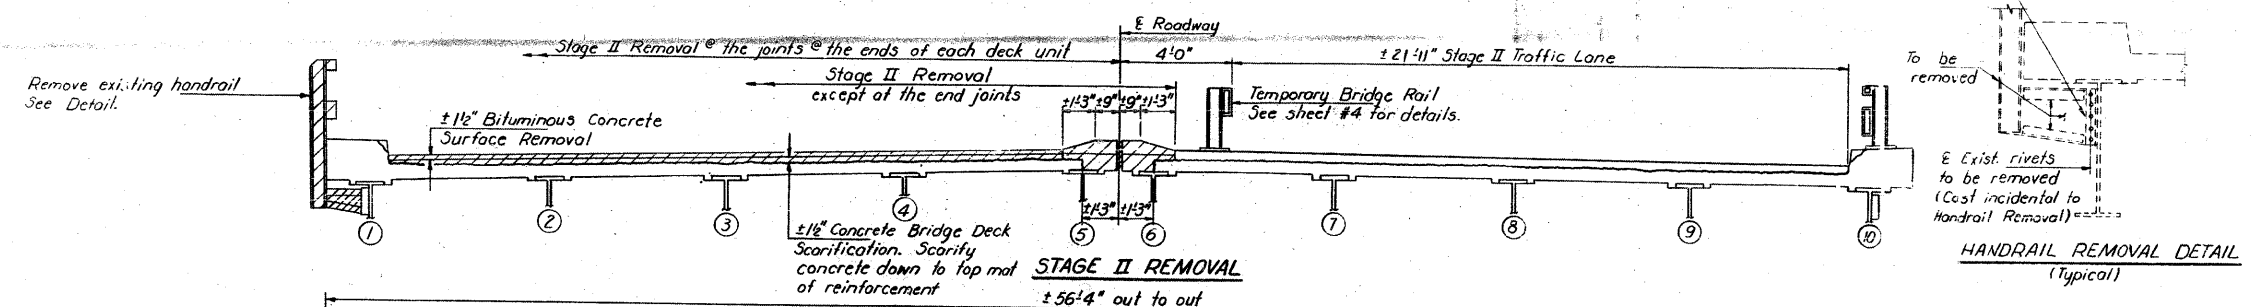 ℄ Roadway
Stage II Removal @ the joints @ the ends of each deck unit
4'-0"
± 21'-11" Stage II Traffic Lane
To be
removed
Remove existing handrail
See Detail.
Stage II Removal
except at the end joints
±1'-3"
±9"
±9"
±1'-3"
Temporary Bridge Rail
See sheet #4 for details.
±1½" Bituminous Concrete
Surface Removal
℄ Exist. rivets
to be removed
(Cost incidental to
Handrail Removal)
±1'-3"
±1'-3"
1
2
3
4
5
6
7
8
9
10
±1½" Concrete Bridge Deck
Scarification. Scarify
concrete down to top mat
of reinforcement
STAGE II REMOVAL
± 56'-4" out to out
HANDRAIL REMOVAL DETAIL
(Typical)